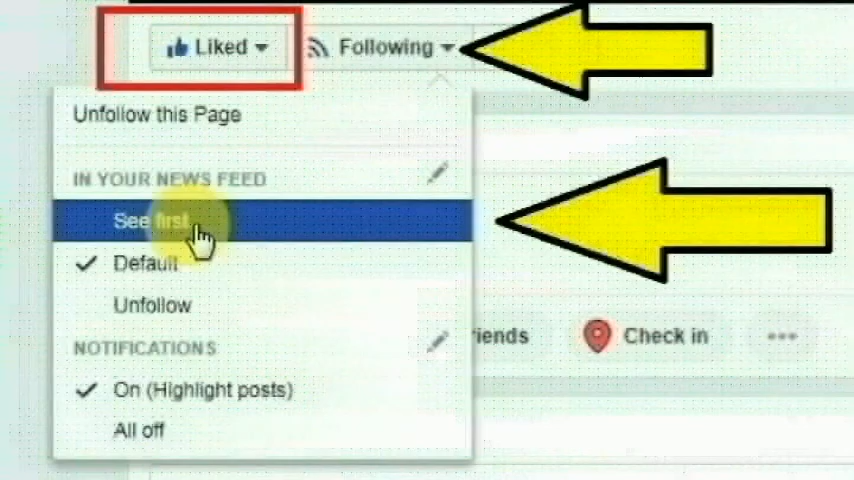 Liked Following
Unfollow this Page
IN YOUR NEWS FEED
See first
Default
Unfollow
NOTIFICATIONS
riends Check in
On (Highlight posts)
All off